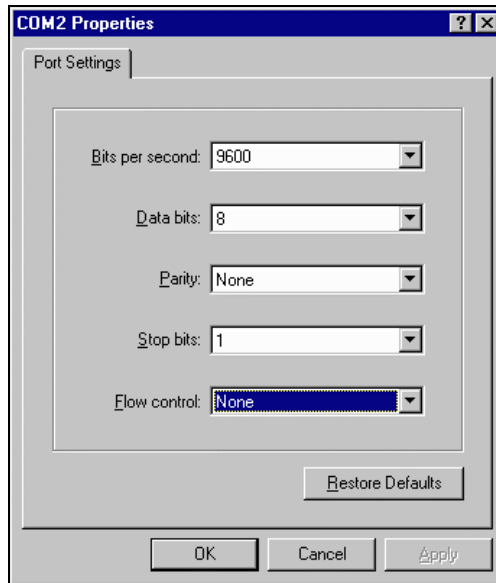 COM2 Properties
Port Settings
Bits per second: 9600
Data bits: 8
Parity: None
Stop bits: 1
Flow control: None
Restore Defaults
OK Cancel Apply